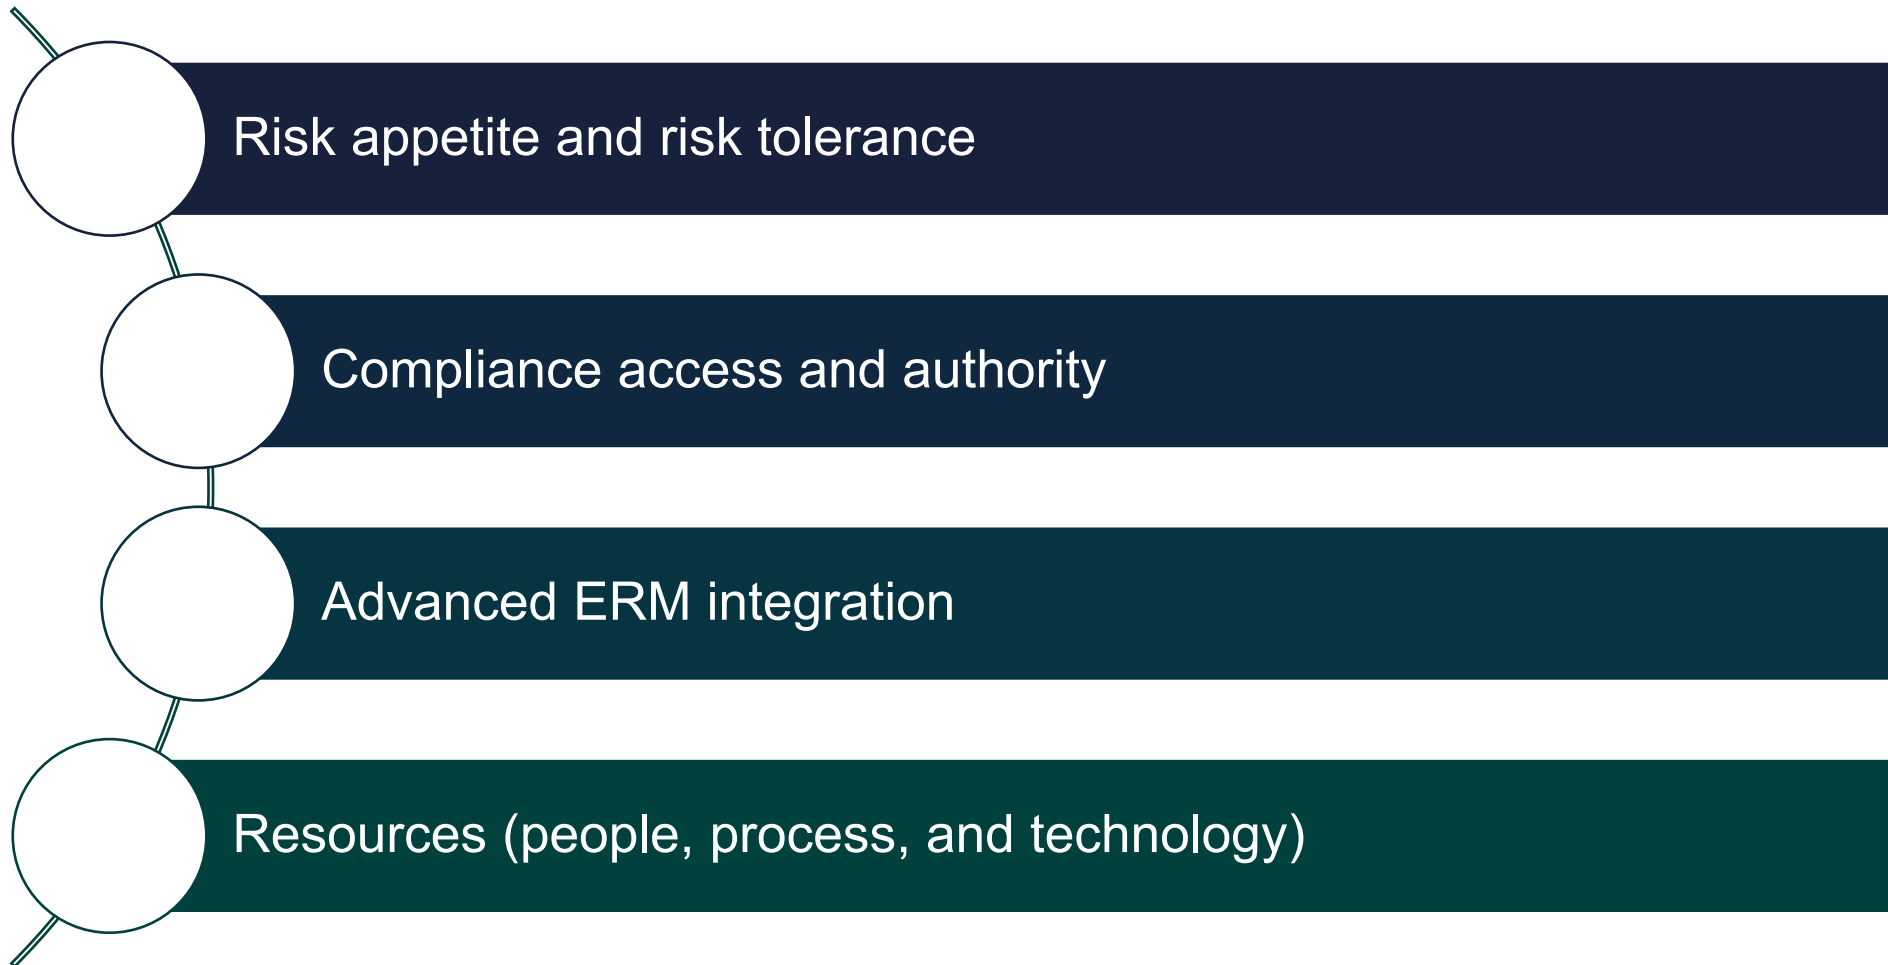 Risk appetite and risk tolerance
Compliance access and authority
Advanced ERM integration
Resources (people, process, and technology)